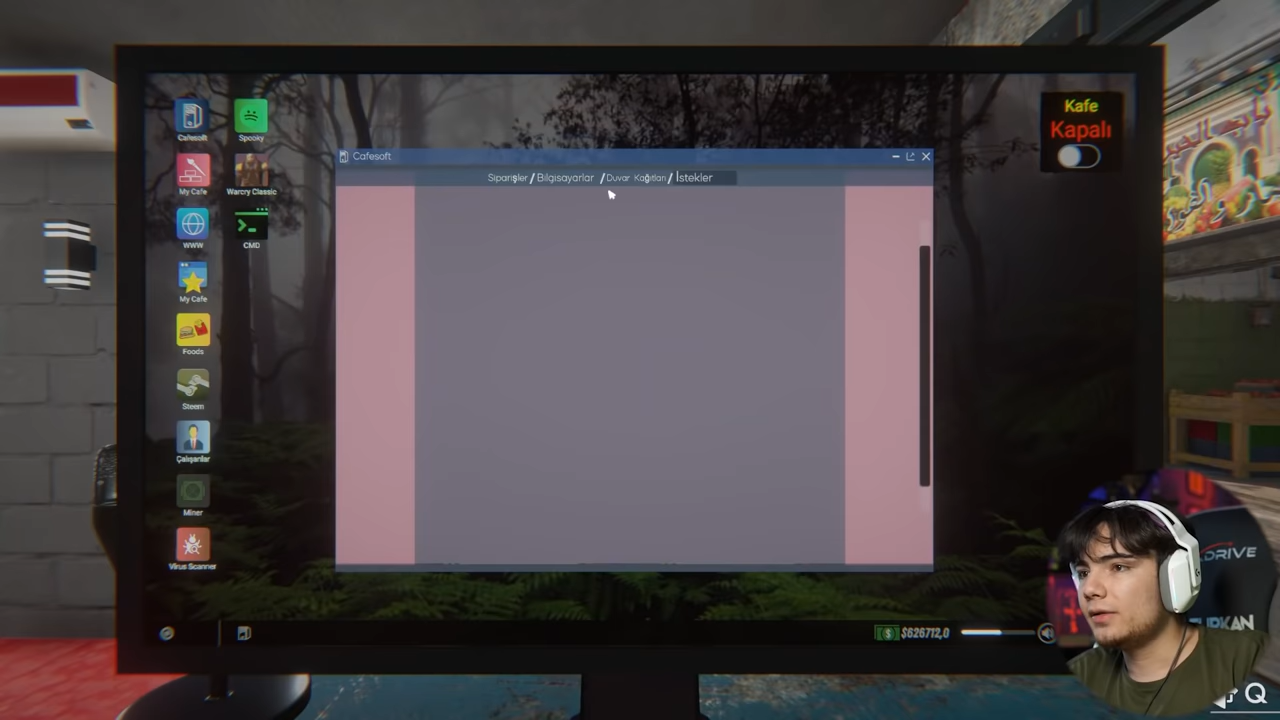 Kafe
Kapalı
Cafesoft
Spooky
Cafesoft
Siparişler / Bilgisayarlar / Duvar Kağıtları / İstekler
My Cafe
Warcry Classic
WWW
CMD
My Cafe
Foods
Steem
Çalışanlar
Miner
Virus Scanner
$626712,0
DRIVE
Q